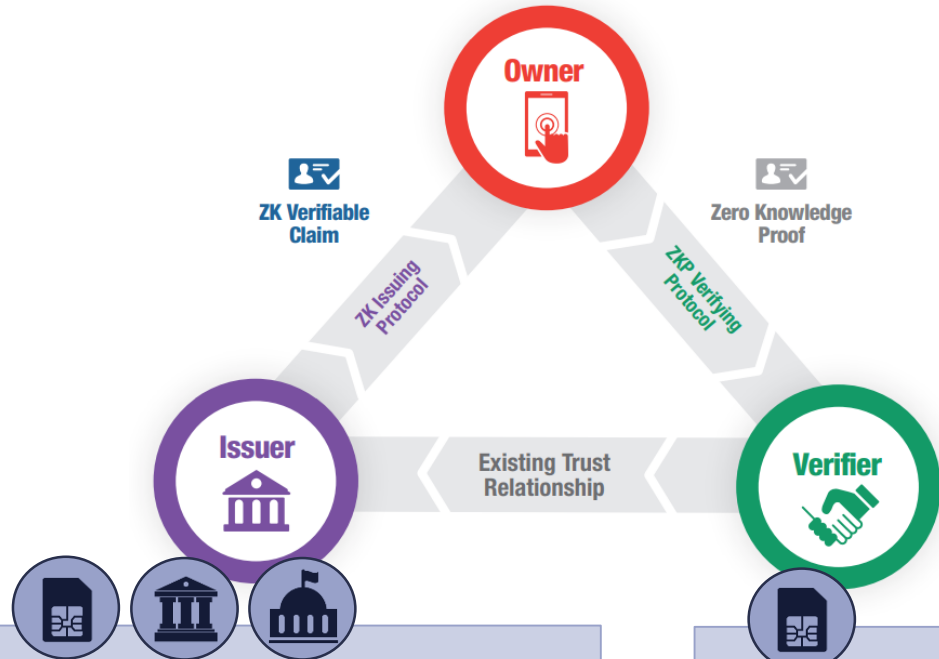 Owner
ZK Verifiable
Claim
Zero Knowledge
Proof
ZK Issuing
Protocol
ZKP Verifying
Protocol
Issuer
Existing Trust
Relationship
Verifier